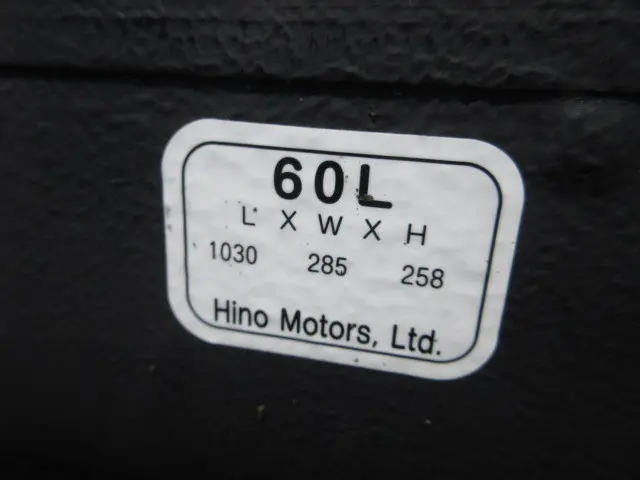 60L
L X W X H
1030 285 258
Hino Motors, Ltd.